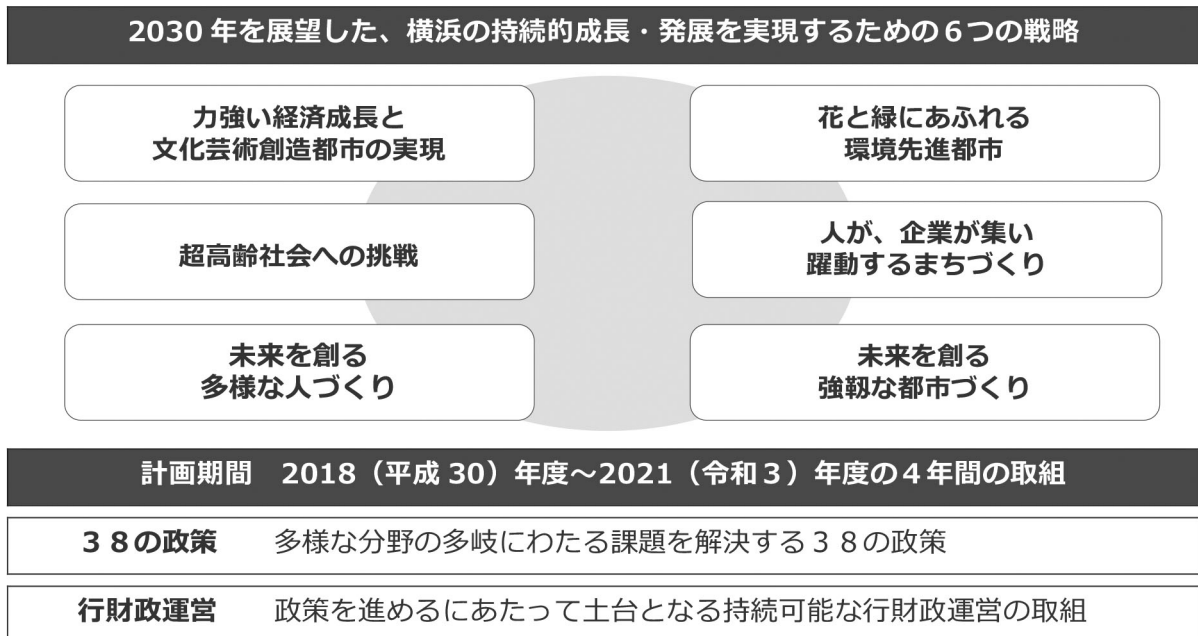 2030 年を展望した、横浜の持続的成長・発展を実現するための６つの戦略
力強い経済成長と
文化芸術創造都市の実現
花と緑にあふれる
環境先進都市
超高齢社会への挑戦
人が、企業が集い
躍動するまちづくり
未来を創る
多様な人づくり
未来を創る
強靱な都市づくり
計画期間　2018（平成 30）年度～2021（令和３）年度の４年間の取組
３８の政策　多様な分野の多岐にわたる課題を解決する３８の政策
行財政運営　政策を進めるにあたって土台となる持続可能な行財政運営の取組